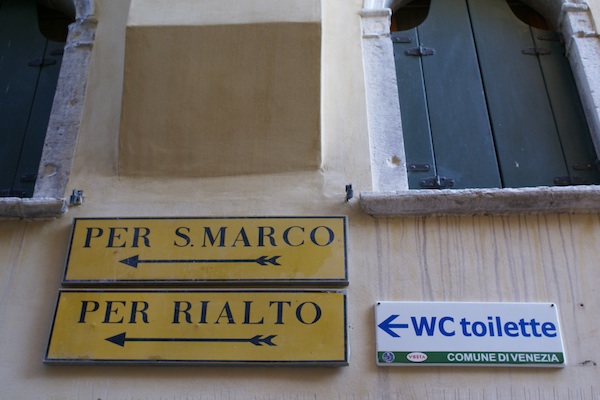 PER S. MARCO
PER RIALTO
WC toilette
COMUNE DI VENEZIA